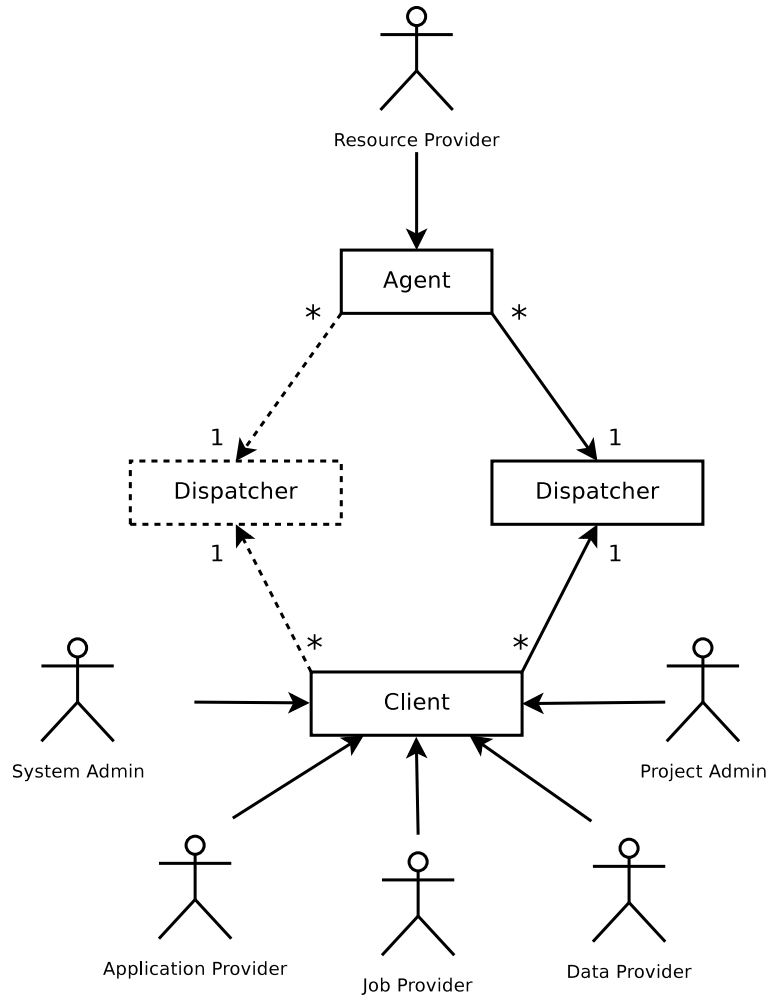 Resource Provider
Agent
* *
1 1
Dispatcher Dispatcher
1 1
* *
Client
System Admin Project Admin
Application Provider
Job Provider
Data Provider